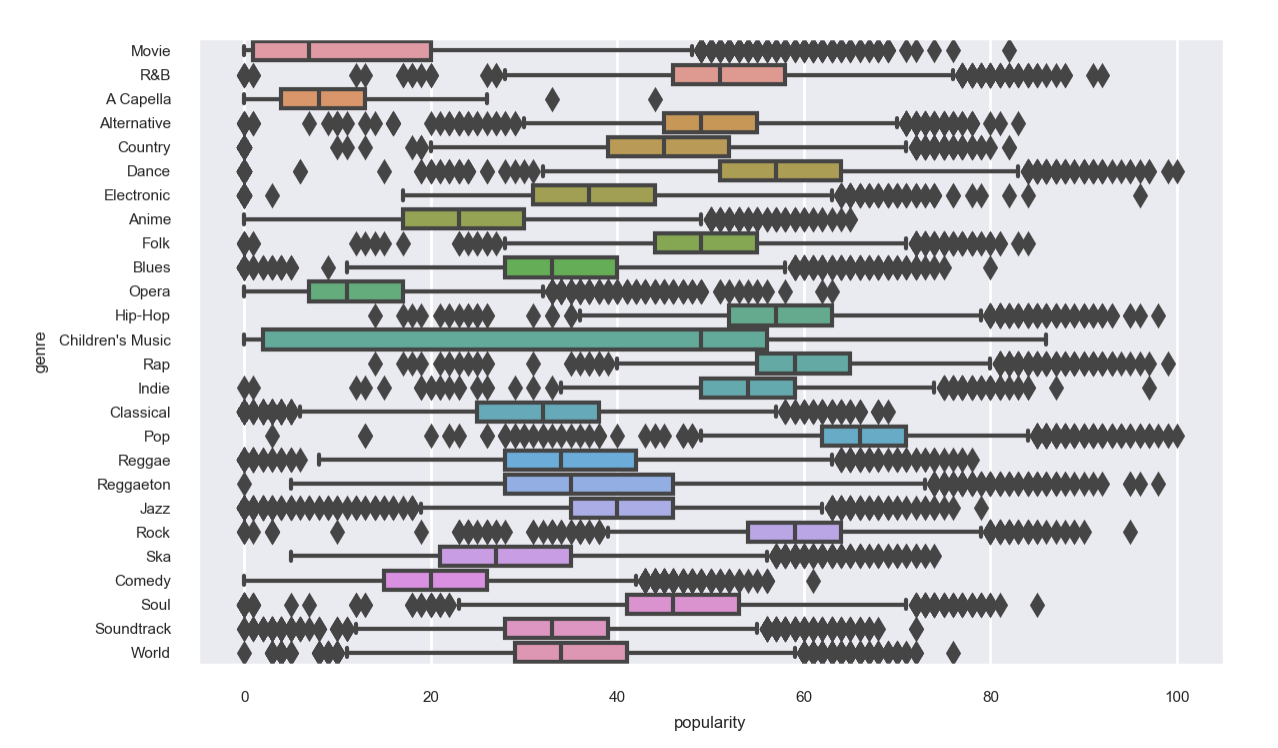 Movie
R&B
A Capella
Alternative
Country
Dance
Electronic
Anime
Folk
Blues
Opera
Hip-Hop
Children's Music
Rap
Indie
Classical
Pop
Reggae
Reggaeton
Jazz
Rock
Ska
Comedy
Soul
Soundtrack
World
genre
0 20 40 60 80 100
popularity